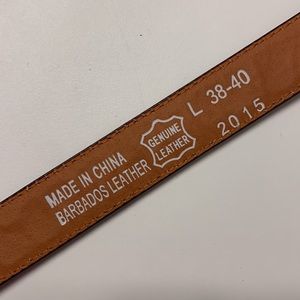 MADE IN CHINA
BARBADOS LEATHER
GENUINE
LEATHER
L 38-40
2015